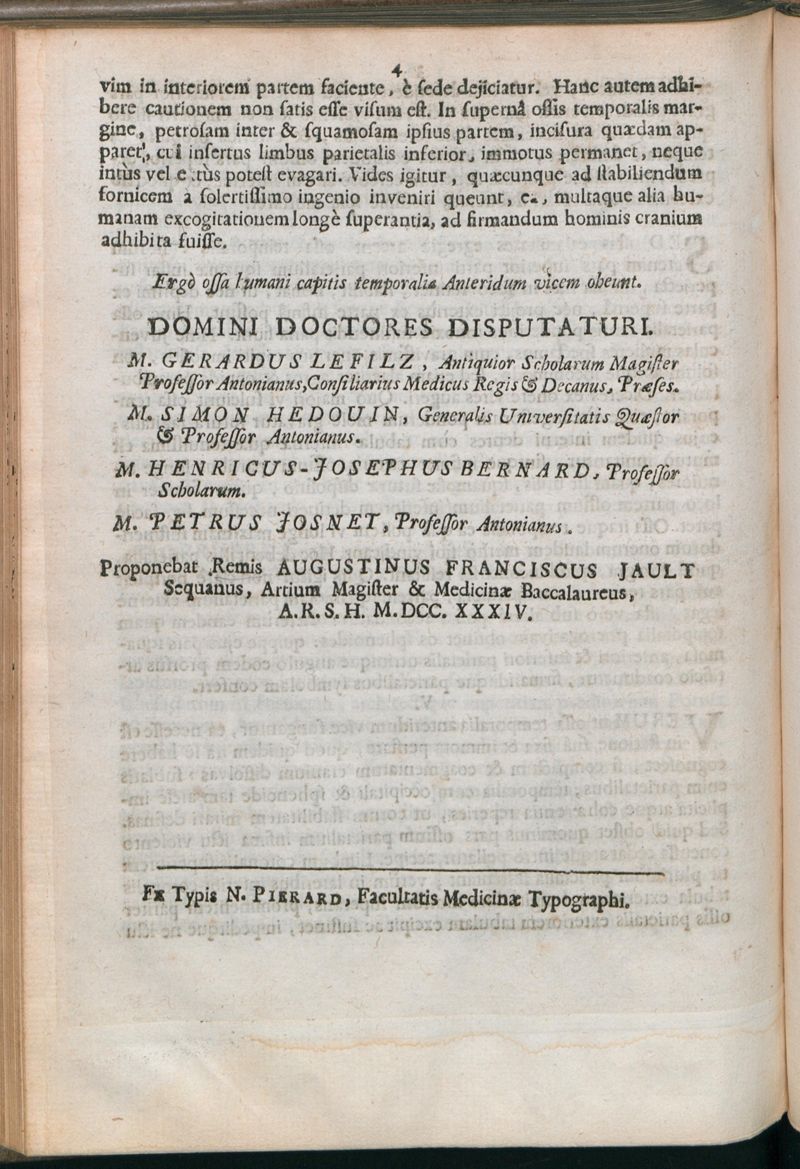 4
vim in interiorem partem faciente, è ſede dejiciatur. Hanc autem adhi-
bere cautionem non ſatis eſſe viſum eſt. In ſupernâ oſſis temporalis mar-
gine, petroſam inter & ſquamoſam ipſius partem, inciſura quædam ap-
paret, cui inſertus limbus parietalis inferior, immotus permanet, neque
intùs vel e tùs poteſt evagari. Vides igitur, quæcunque ad ſtabiliendum
fornicem à ſolertiſſimo ingenio inveniri queunt, ea, multaque alia hu-
manam excogitationem longè ſuperantia, ad firmandum hominis cranium
adhibita fuiſſe.
Ergò oſſa humani capitis temporalia Anteridum vicem obeunt.
DOMINI DOCTORES DISPUTATURI.
M. GERARDUS LEFILZ, Antiquior Scholarum Magiſter
Profeſſor Antonianus, Conſiliarius Medicus Regis & Decanus, Præſes.
M. SIMON HEDOUIN, Generalis Univerſitatis Quæſtor
& Profeſſor Antonianus.
M. HENRICUS-JOSEPHUS BERNARD, Profeſſor
Scholarum.
M. PETRUS JOSNET, Profeſſor Antonianus.
Proponebat Remis AUGUSTINUS FRANCISCUS JAULT
Sequanus, Artium Magiſter & Medicinæ Baccalaureus,
A. R. S. H. M. DCC. XXXIV.
Ex Typis N. PIERARD, Facultatis Medicinæ Typographi.